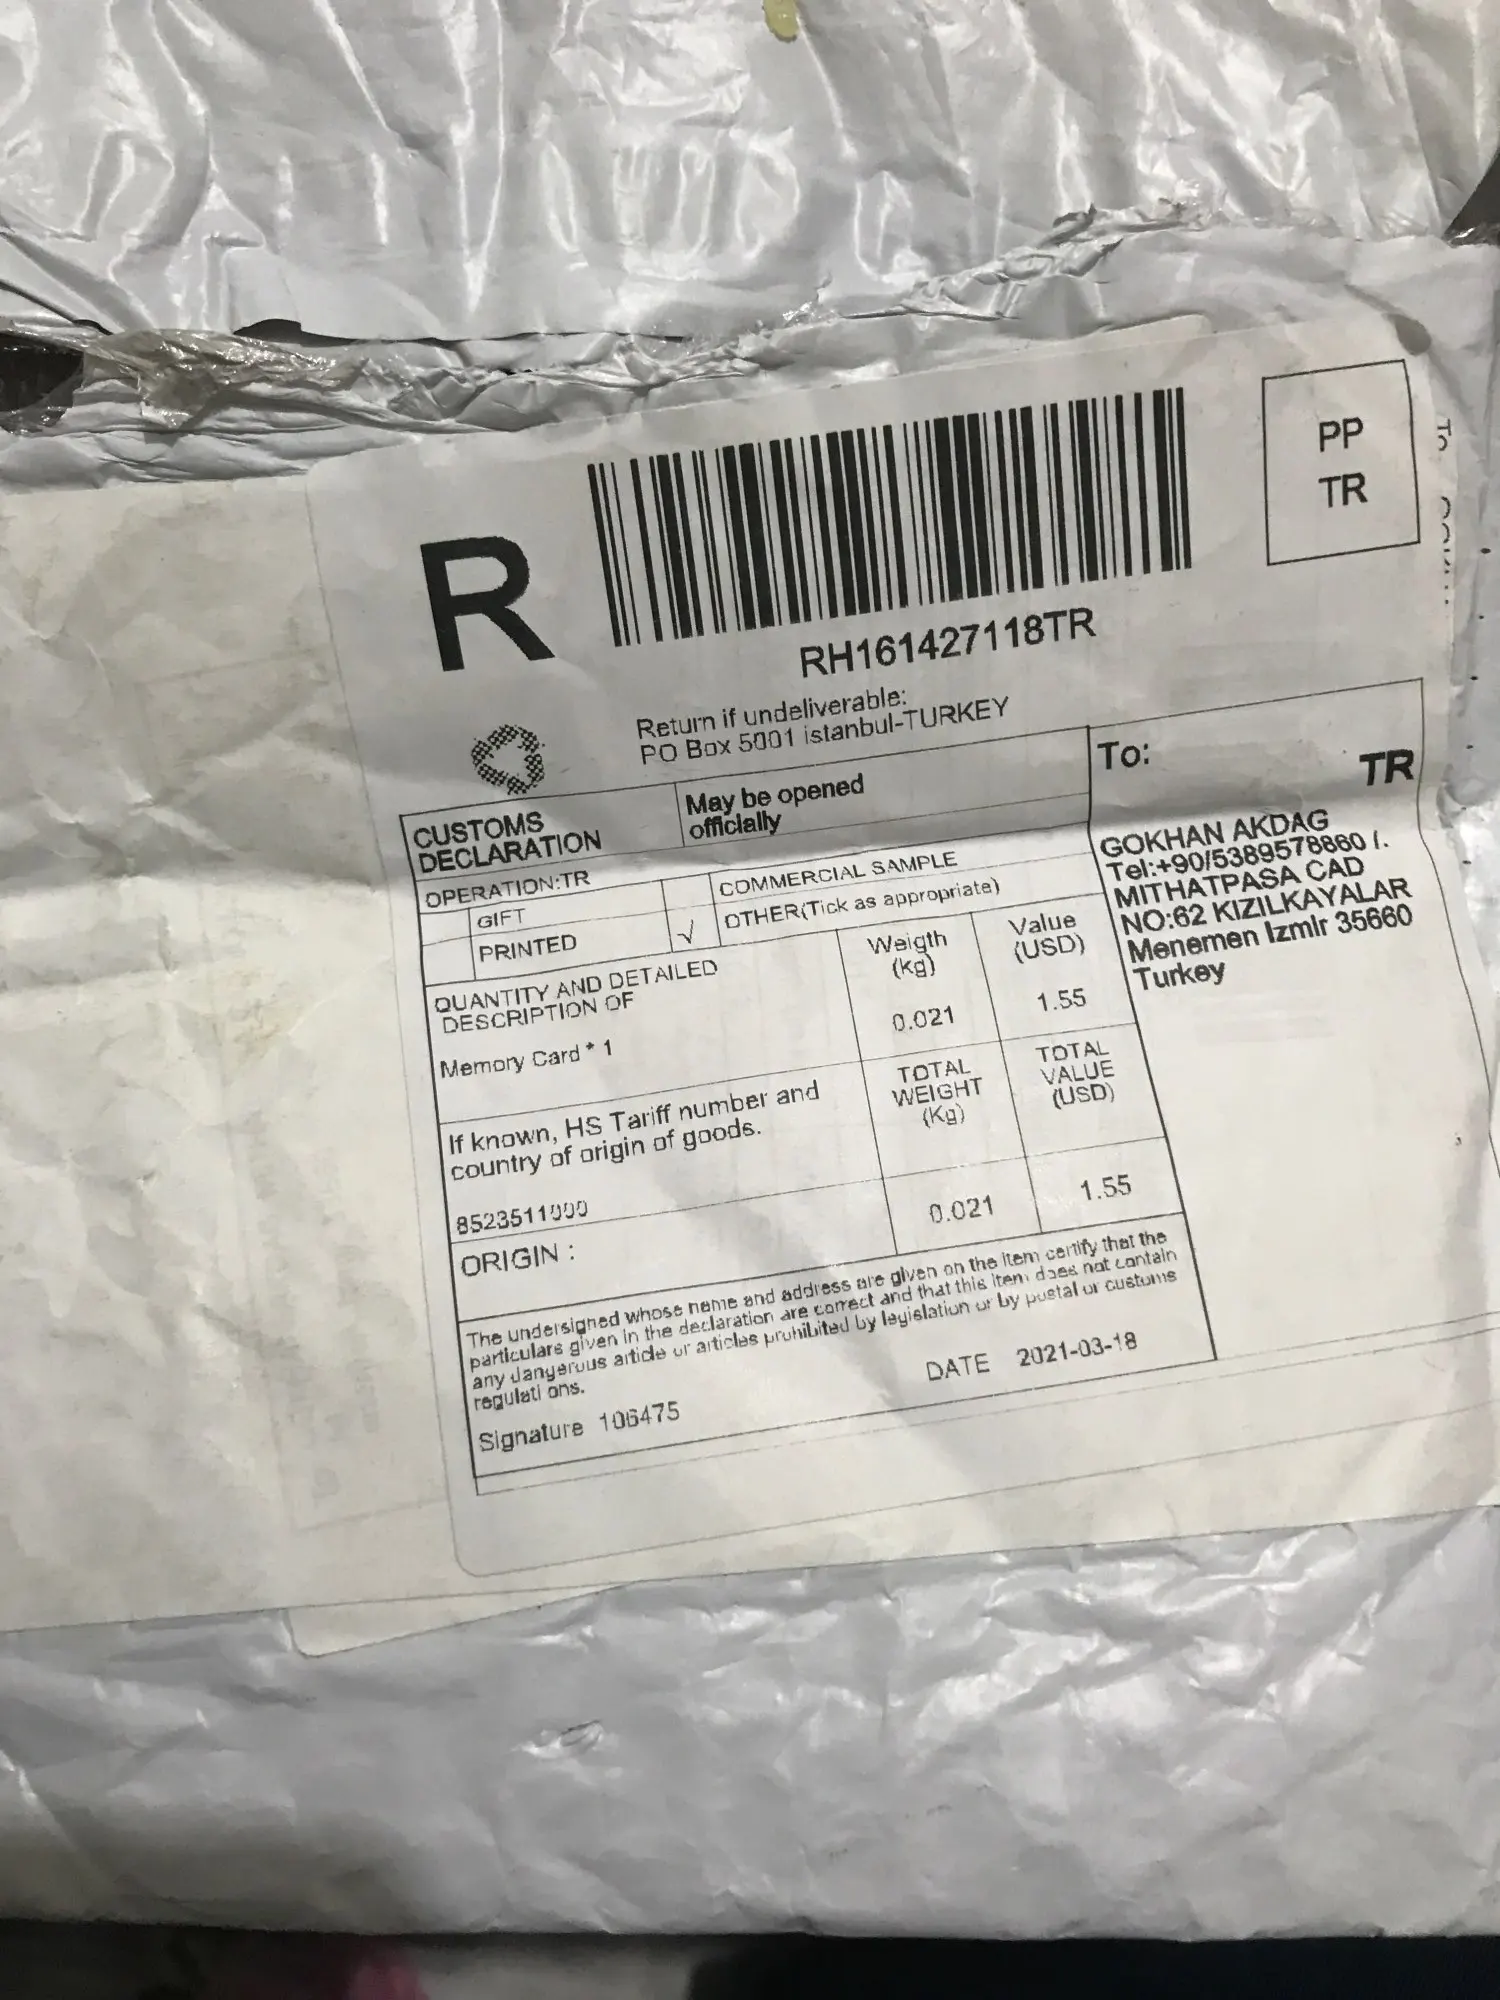 PP
TR
R
RH161427118TR
Return if undeliverable:
PO Box 5001 istanbul-TURKEY
CUSTOMS
DECLARATION
May be opened
officially
To:
TR
GOKHAN AKDAG
Tel:+90/5389578860 /.
MITHATPASA CAD
NO:62 KIZILKAYALAR
Menemen Izmir 35660
Turkey
OPERATION:TR
GIFT
PRINTED
COMMERCIAL SAMPLE
√ OTHER(Tick as appropriate)
QUANTITY AND DETAILED
DESCRIPTION OF
Weigth
(kg)
Value
(USD)
Memory Card * 1
0.021
1.55
If known, HS Tariff number and
country of origin of goods.
TOTAL
WEIGHT
(Kg)
TOTAL
VALUE
(USD)
8523511000
0.021
1.55
ORIGIN :
The undersigned whose name and address are given on the item certify that the
particulars given in the declaration are correct and that this item does not contain
any dangerous article or articles prohibited by legislation or by postal or customs
regulati ons.
Signature 106475
DATE 2021-03-18
To